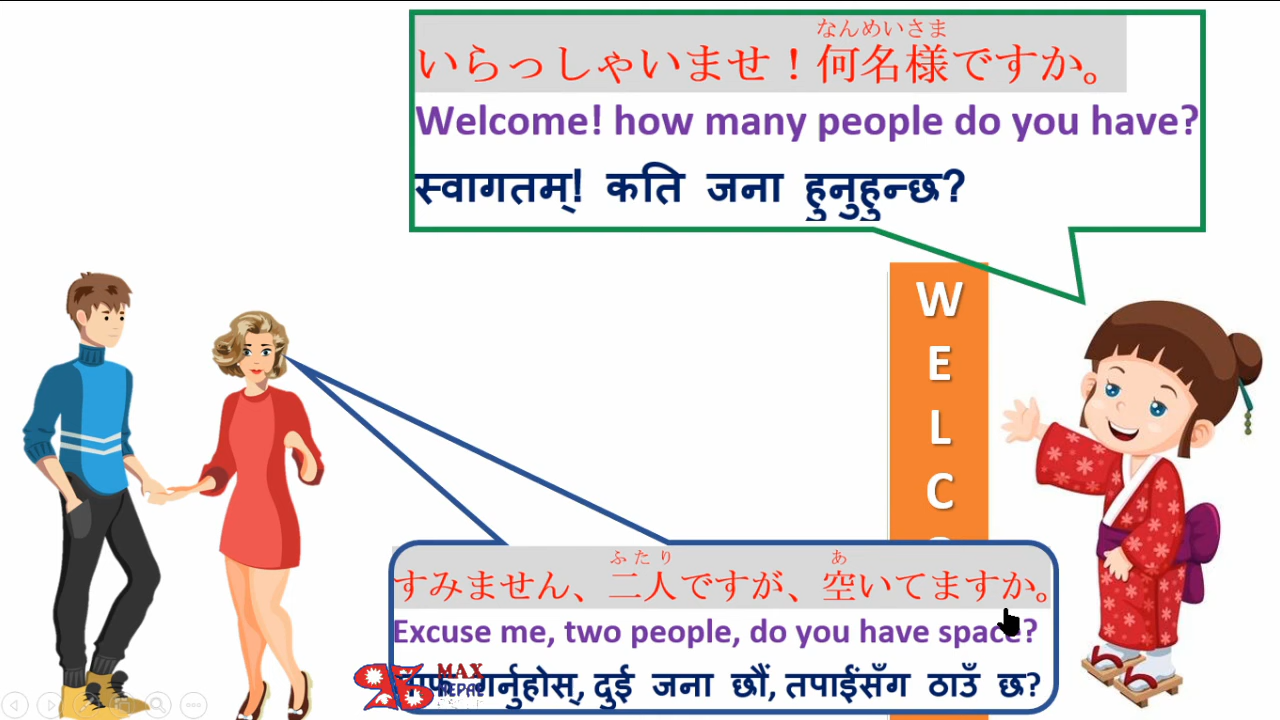 なんめいさま
いらっしゃいませ！何名様ですか。
Welcome! how many people do you have?
स्वागतम्! कति जना हुनुहुन्छ?
W
E
L
C
ふたり あ
すみません、二人ですが、空いてますか。
Excuse me, two people, do you have space?
गर्नुहोस्, दुई जना छौं, तपाईंसँग ठाउँ छ?
MAX
NEPAL